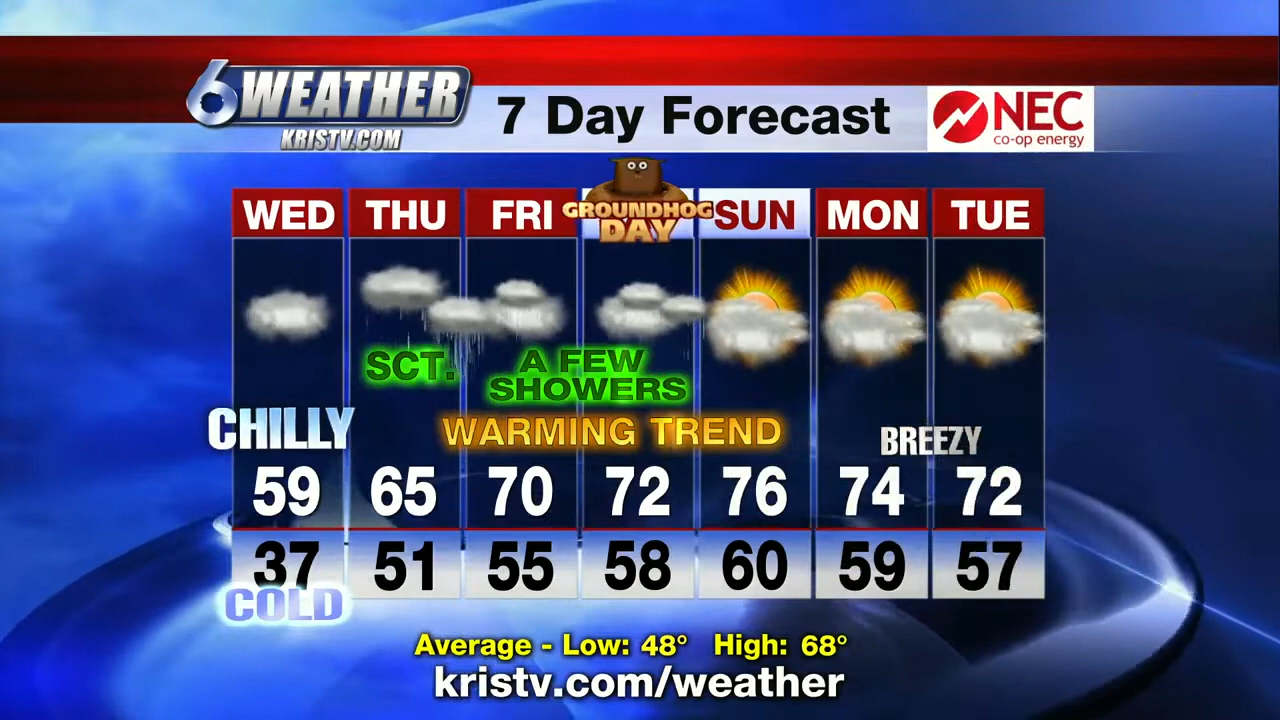 6 WEATHER
KRISTV.COM
7 Day Forecast
NEC
co-op energy
WED THU FRI GROUNDHOG DAY SUN MON TUE
SCT. A FEW SHOWERS
CHILLY WARMING TREND BREEZY
59 65 70 72 76 74 72
37 51 55 58 60 59 57
COLD
Average - Low: 48° High: 68°
kristv.com/weather